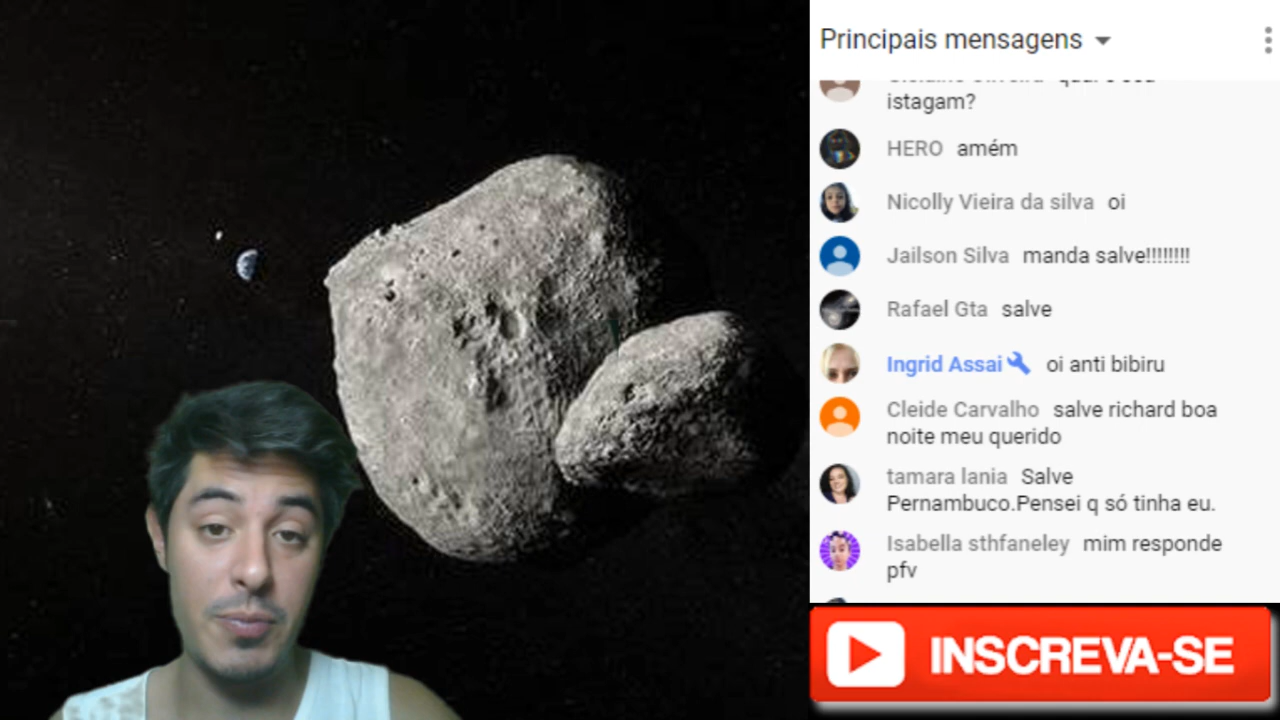 Principais mensagens
istagam?
HERO amém
Nicolly Vieira da silva oi
Jailson Silva manda salve!!!!!!!!
Rafael Gta salve
Ingrid Assai oi anti bibiru
Cleide Carvalho salve richard boa
noite meu querido
tamara lania Salve
Pernambuco.Pensei q só tinha eu.
Isabella sthfaneley mim responde
pfv
INSCREVA-SE